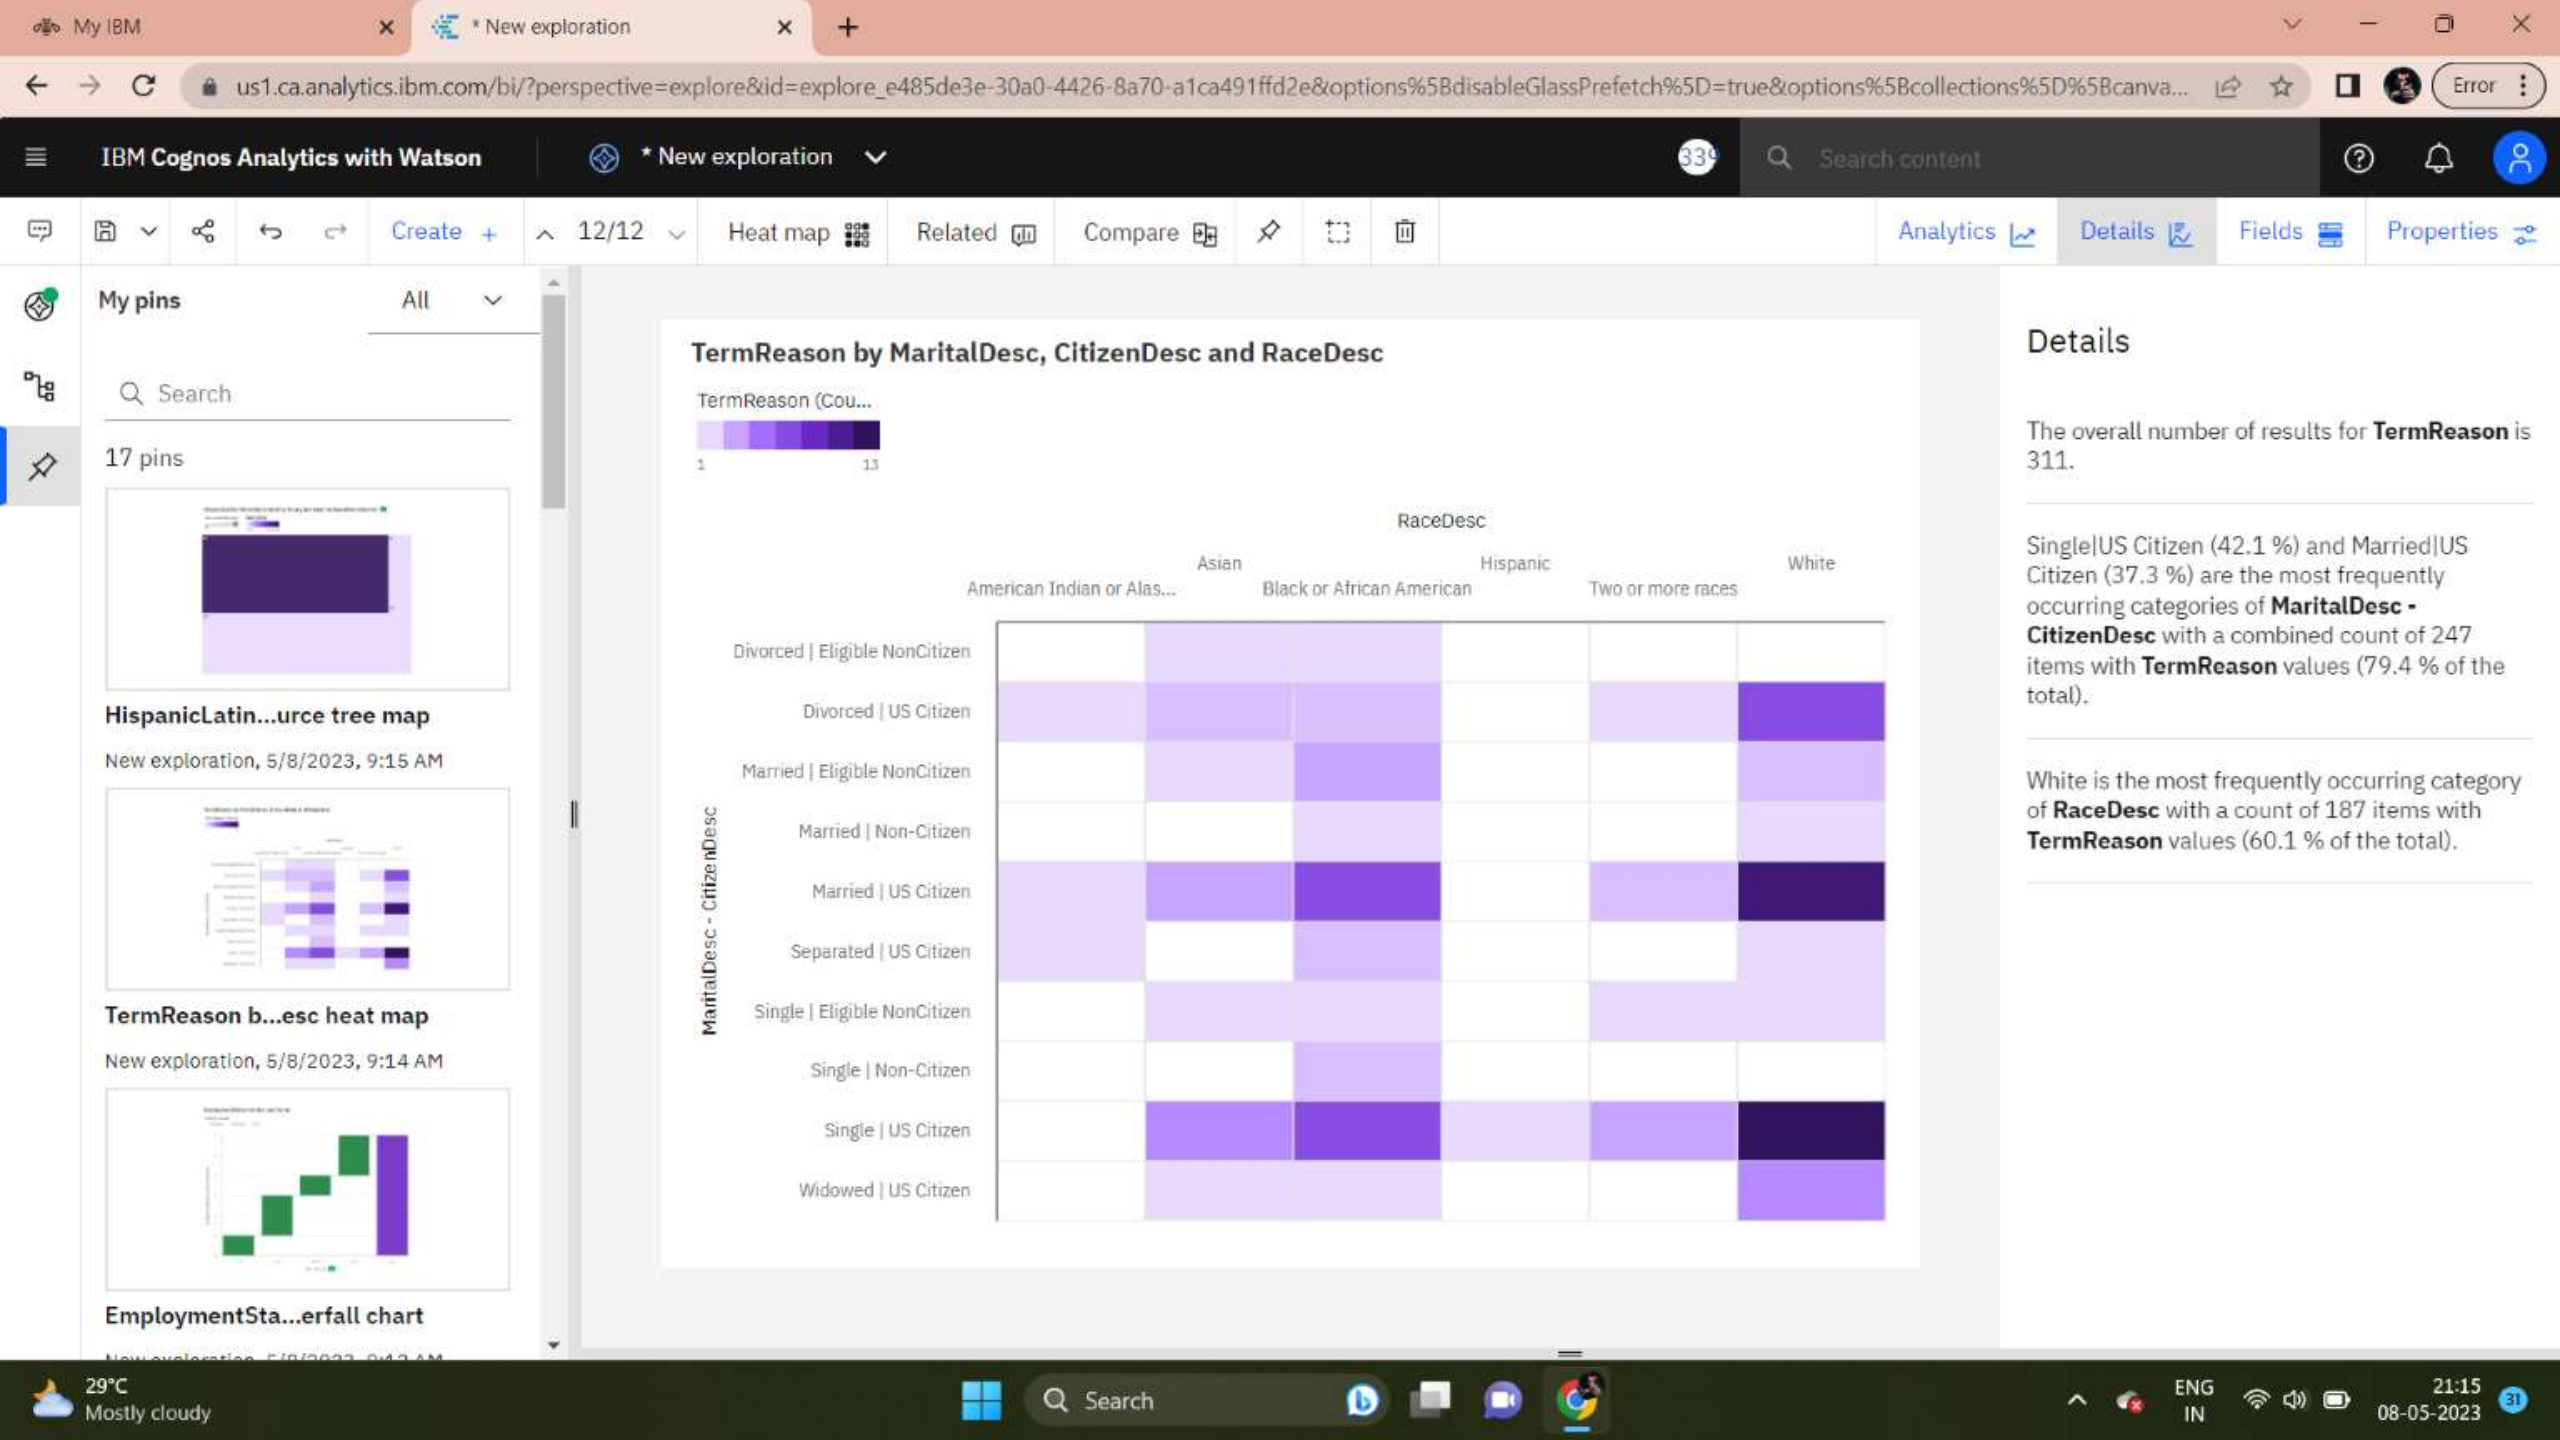 My IBM
* New exploration
us1.ca.analytics.ibm.com/bi/?perspective=explore&id=explore_e485de3e-30a0-4426-8a70-a1ca491ffd2e&options%5BdisableGlassPrefetch%5D=true&options%5Bcollections%5D%5Bcanva...
Error
IBM Cognos Analytics with Watson
* New exploration
339
Search content
Create +
12/12
Heat map
Related
Compare
Analytics
Details
Fields
Properties
My pins
All
Search
17 pins
HispanicLatin...urce tree map
New exploration, 5/8/2023, 9:15 AM
TermReason b...esc heat map
New exploration, 5/8/2023, 9:14 AM
EmploymentSta...erfall chart
TermReason by MaritalDesc, CitizenDesc and RaceDesc
TermReason (Cou...
1 13
RaceDesc
Asian Hispanic White
American Indian or Alas... Black or African American Two or more races
MaritalDesc - CitizenDesc
Divorced | Eligible NonCitizen
Divorced | US Citizen
Married | Eligible NonCitizen
Married | Non-Citizen
Married | US Citizen
Separated | US Citizen
Single | Eligible NonCitizen
Single | Non-Citizen
Single | US Citizen
Widowed | US Citizen
Details
The overall number of results for TermReason is
311.
Single|US Citizen (42.1 %) and Married|US
Citizen (37.3 %) are the most frequently
occurring categories of MaritalDesc -
CitizenDesc with a combined count of 247
items with TermReason values (79.4 % of the
total).
White is the most frequently occurring category
of RaceDesc with a count of 187 items with
TermReason values (60.1 % of the total).
29°C
Mostly cloudy
Search
ENG
IN
21:15
08-05-2023
31